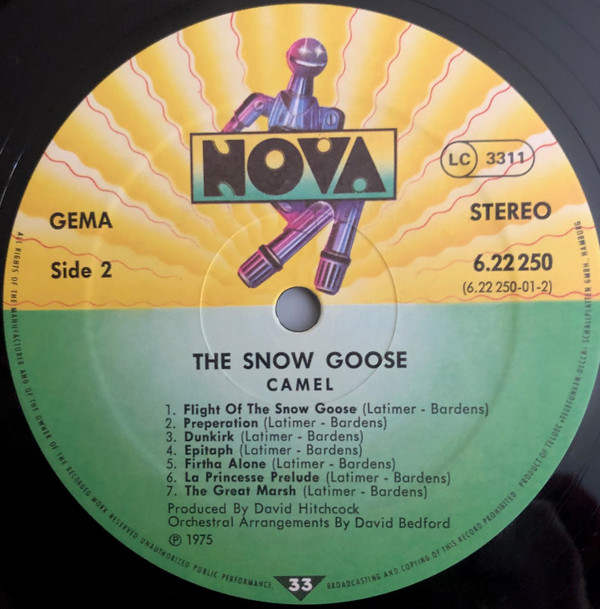 NOVA
LC 3311
GEMA
STEREO
Side 2
6.22 250
(6.22 250-01-2)
THE SNOW GOOSE
CAMEL
1. Flight Of The Snow Goose (Latimer - Bardens)
2. Preperation (Latimer - Bardens)
3. Dunkirk (Latimer - Bardens)
4. Epitaph (Latimer - Bardens)
5. Firtha Alone (Latimer - Bardens)
6. La Princesse Prelude (Latimer - Bardens)
7. The Great Marsh (Latimer - Bardens)
Produced By David Hitchcock
Orchestral Arrangements By David Bedford
℗ 1975
ALL RIGHTS OF THE MANUFACTURER AND OF THE OWNER OF THE RECORDED WORK RESERVED UNAUTHORIZED PUBLIC PERFORMANCE,
33
BROADCASTING AND COPYING OF THIS RECORD PROHIBITED · PRODUCT OF TELDEC »TELEFUNKEN-DECCA« SCHALLPLATTEN GMBH, HAMBURG